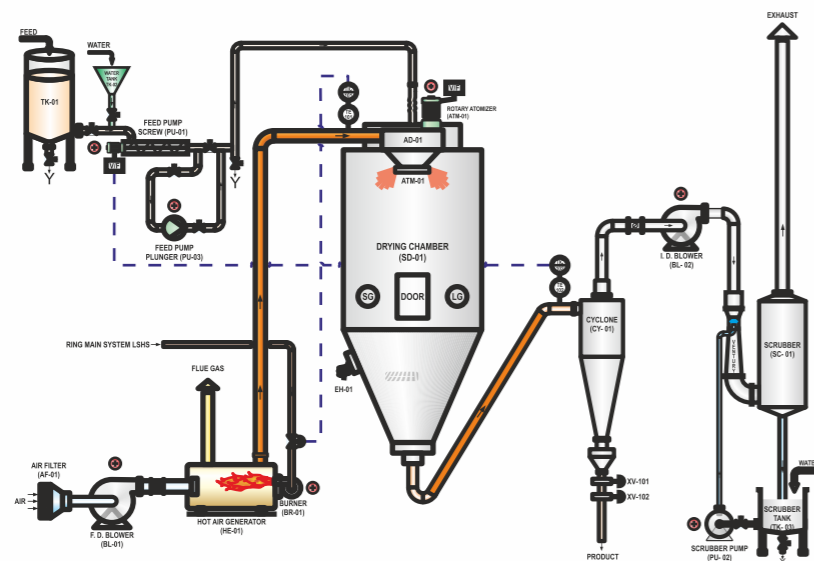 FEED
WATER
WATER
TANK
TK-02
TK-01
FEED PUMP
SCREW (PU-01)
V/F
FEED PUMP
PLUNGER (PU-03)
V/F
ROTARY ATOMIZER
(ATM-01)
AD-01
ATM-01
DRYING CHAMBER
(SD-01)
SG
DOOR
LG
EH-01
RING MAIN SYSTEM LSHS
FLUE GAS
AIR FILTER
(AF-01)
AIR
F. D. BLOWER
(BL-01)
HOT AIR GENERATOR
(HE-01)
BURNER
(BR-01)
CYCLONE
(CY- 01)
XV-101
XV-102
PRODUCT
I. D. BLOWER
(BL- 02)
EXHAUST
VENTURY
SCRUBBER
(SC- 01)
WATE
SCRUBBER
TANK
(TK- 03)
SCRUBBER PUMP
(PU- 02)